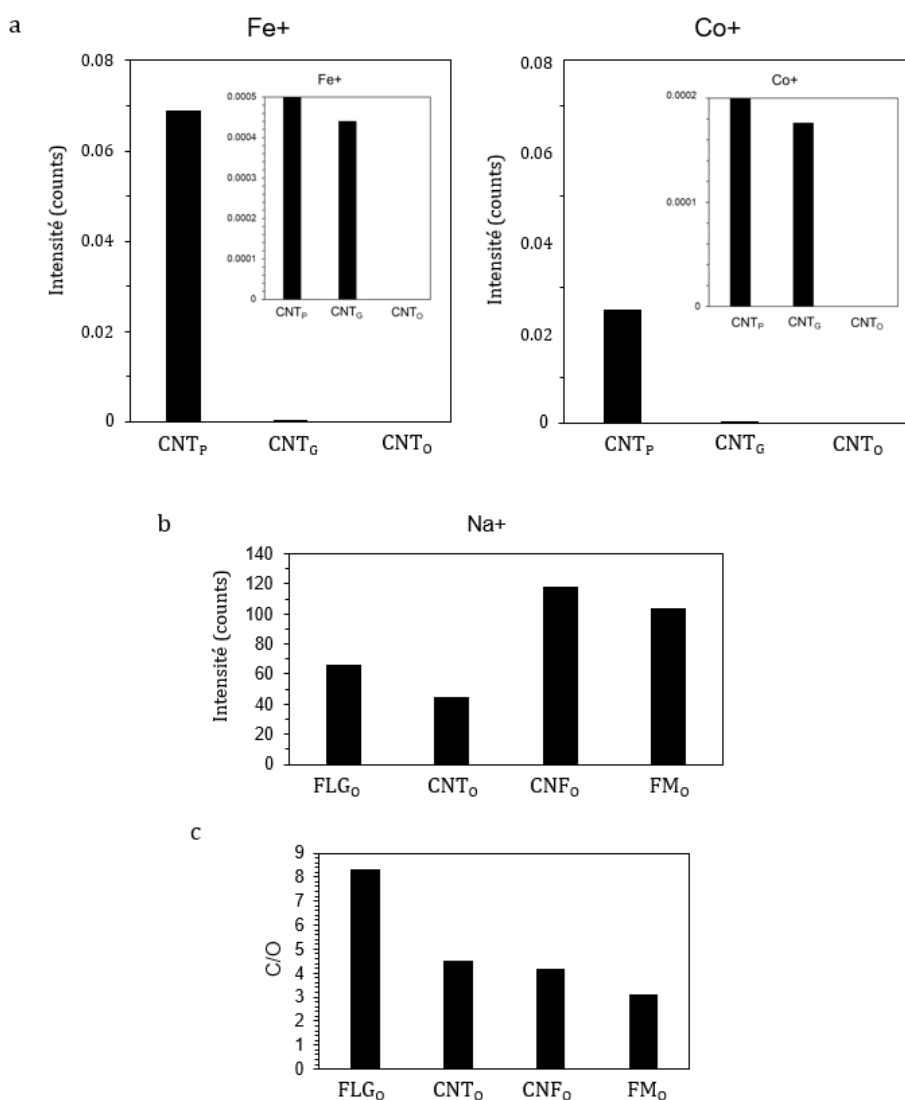 a
Fe+
Co+
0.08
0.06
0.04
0.02
0
Intensité (counts)
Fe+
0.0005
0.0004
0.0003
0.0002
0.0001
0
CNTP CNTG CNTO
CNTP CNTG CNTO
0.08
0.06
0.04
0.02
0
Intensité (counts)
Co+
0.0002
0.0001
0
CNTP CNTG CNTO
CNTP CNTG CNTO
b
Na+
140
120
100
80
60
40
20
0
Intensité (counts)
FLGO CNTO CNFO FMO
c
9
8
7
6
5
4
3
2
1
0
C/O
FLGO CNTO CNFO FMO